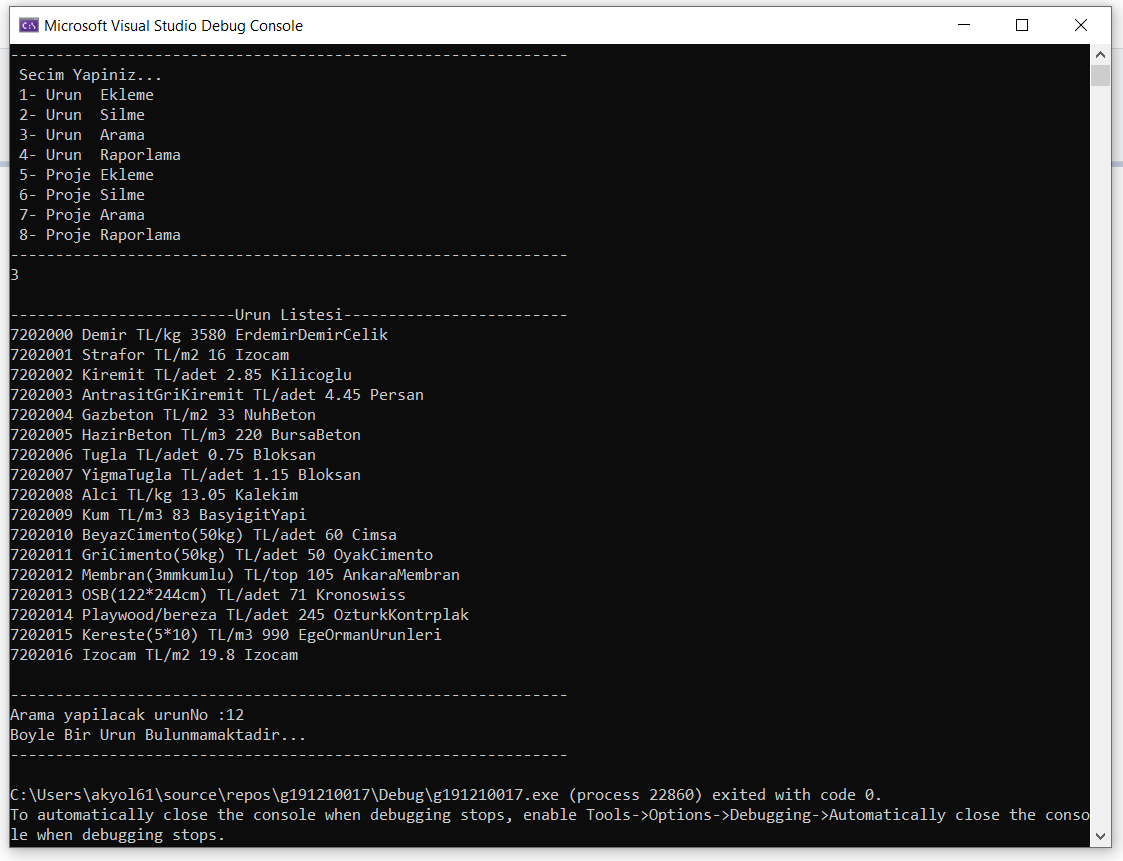 Microsoft Visual Studio Debug Console
--------------------------------------------------------------
Secim Yapiniz...
1- Urun  Ekleme
2- Urun  Silme
3- Urun  Arama
4- Urun  Raporlama
5- Proje Ekleme
6- Proje Silme
7- Proje Arama
8- Proje Raporlama
--------------------------------------------------------------
3
-------------------------Urun Listesi-------------------------
7202000 Demir TL/kg 3580 ErdemirDemirCelik
7202001 Strafor TL/m2 16 Izocam
7202002 Kiremit TL/adet 2.85 Kilicoglu
7202003 AntrasitGriKiremit TL/adet 4.45 Persan
7202004 Gazbeton TL/m2 33 NuhBeton
7202005 HazirBeton TL/m3 220 BursaBeton
7202006 Tugla TL/adet 0.75 Bloksan
7202007 YigmaTugla TL/adet 1.15 Bloksan
7202008 Alci TL/kg 13.05 Kalekim
7202009 Kum TL/m3 83 BasyigitYapi
7202010 BeyazCimento(50kg) TL/adet 60 Cimsa
7202011 GriCimento(50kg) TL/adet 50 OyakCimento
7202012 Membran(3mmkumlu) TL/top 105 AnkaraMembran
7202013 OSB(122*244cm) TL/adet 71 Kronoswiss
7202014 Playwood/bereza TL/adet 245 OzturkKontrplak
7202015 Kereste(5*10) TL/m3 990 EgeOrmanUrunleri
7202016 Izocam TL/m2 19.8 Izocam
--------------------------------------------------------------
Arama yapilacak urunNo :12
Boyle Bir Urun Bulunmamaktadir...
--------------------------------------------------------------
C:\Users\akyol61\source\repos\g191210017\Debug\g191210017.exe (process 22860) exited with code 0.
To automatically close the console when debugging stops, enable Tools->Options->Debugging->Automatically close the conso
le when debugging stops.